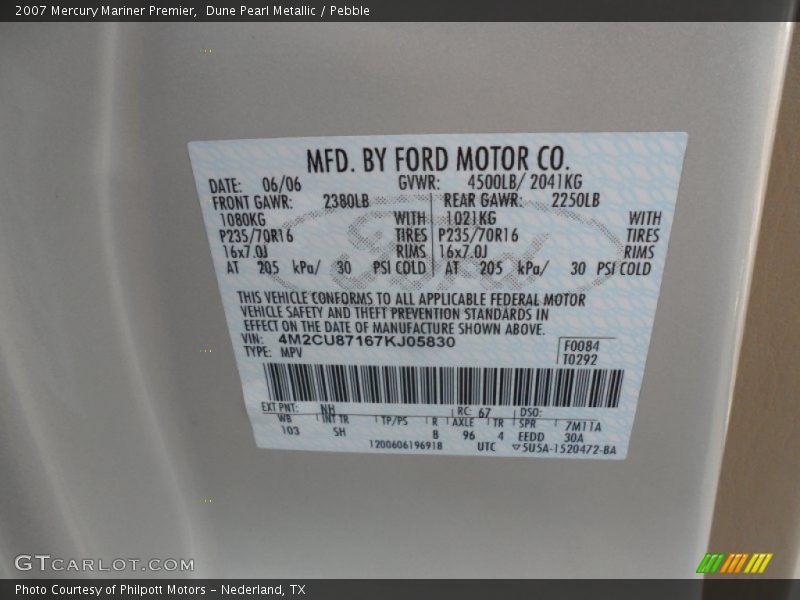 2007 Mercury Mariner Premier,  Dune Pearl Metallic / Pebble
MFD. BY FORD MOTOR CO.
DATE: 06/06 GVWR: 4500LB/ 2041KG
FRONT GAWR: 2380LB REAR GAWR: 2250LB
1080KG WITH 1021KG WITH
P235/70R16 TIRES P235/70R16 TIRES
16x7.0J RIMS 16x7.0J RIMS
AT 205 kPa/ 30 PSI COLD AT 205 kPa/ 30 PSI COLD
THIS VEHICLE CONFORMS TO ALL APPLICABLE FEDERAL MOTOR
VEHICLE SAFETY AND THEFT PREVENTION STANDARDS IN
EFFECT ON THE DATE OF MANUFACTURE SHOWN ABOVE.
VIN: 4M2CU87167KJ05830 F0084
TYPE: MPV T0292
EXT PNT: NH RC: 67 DSO:
WB INT TR TP/PS R AXLE TR SPR 7M11A
103 SH B 96 4 EEDD 30A
1200606196918 UTC ▽5U5A-1520472-BA
GTCARLOT.COM
Photo Courtesy of Philpott Motors – Nederland, TX